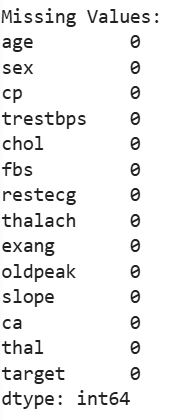 Missing Values:
age 0
sex 0
cp 0
trestbps 0
chol 0
fbs 0
restecg 0
thalach 0
exang 0
oldpeak 0
slope 0
ca 0
thal 0
target 0
dtype: int64